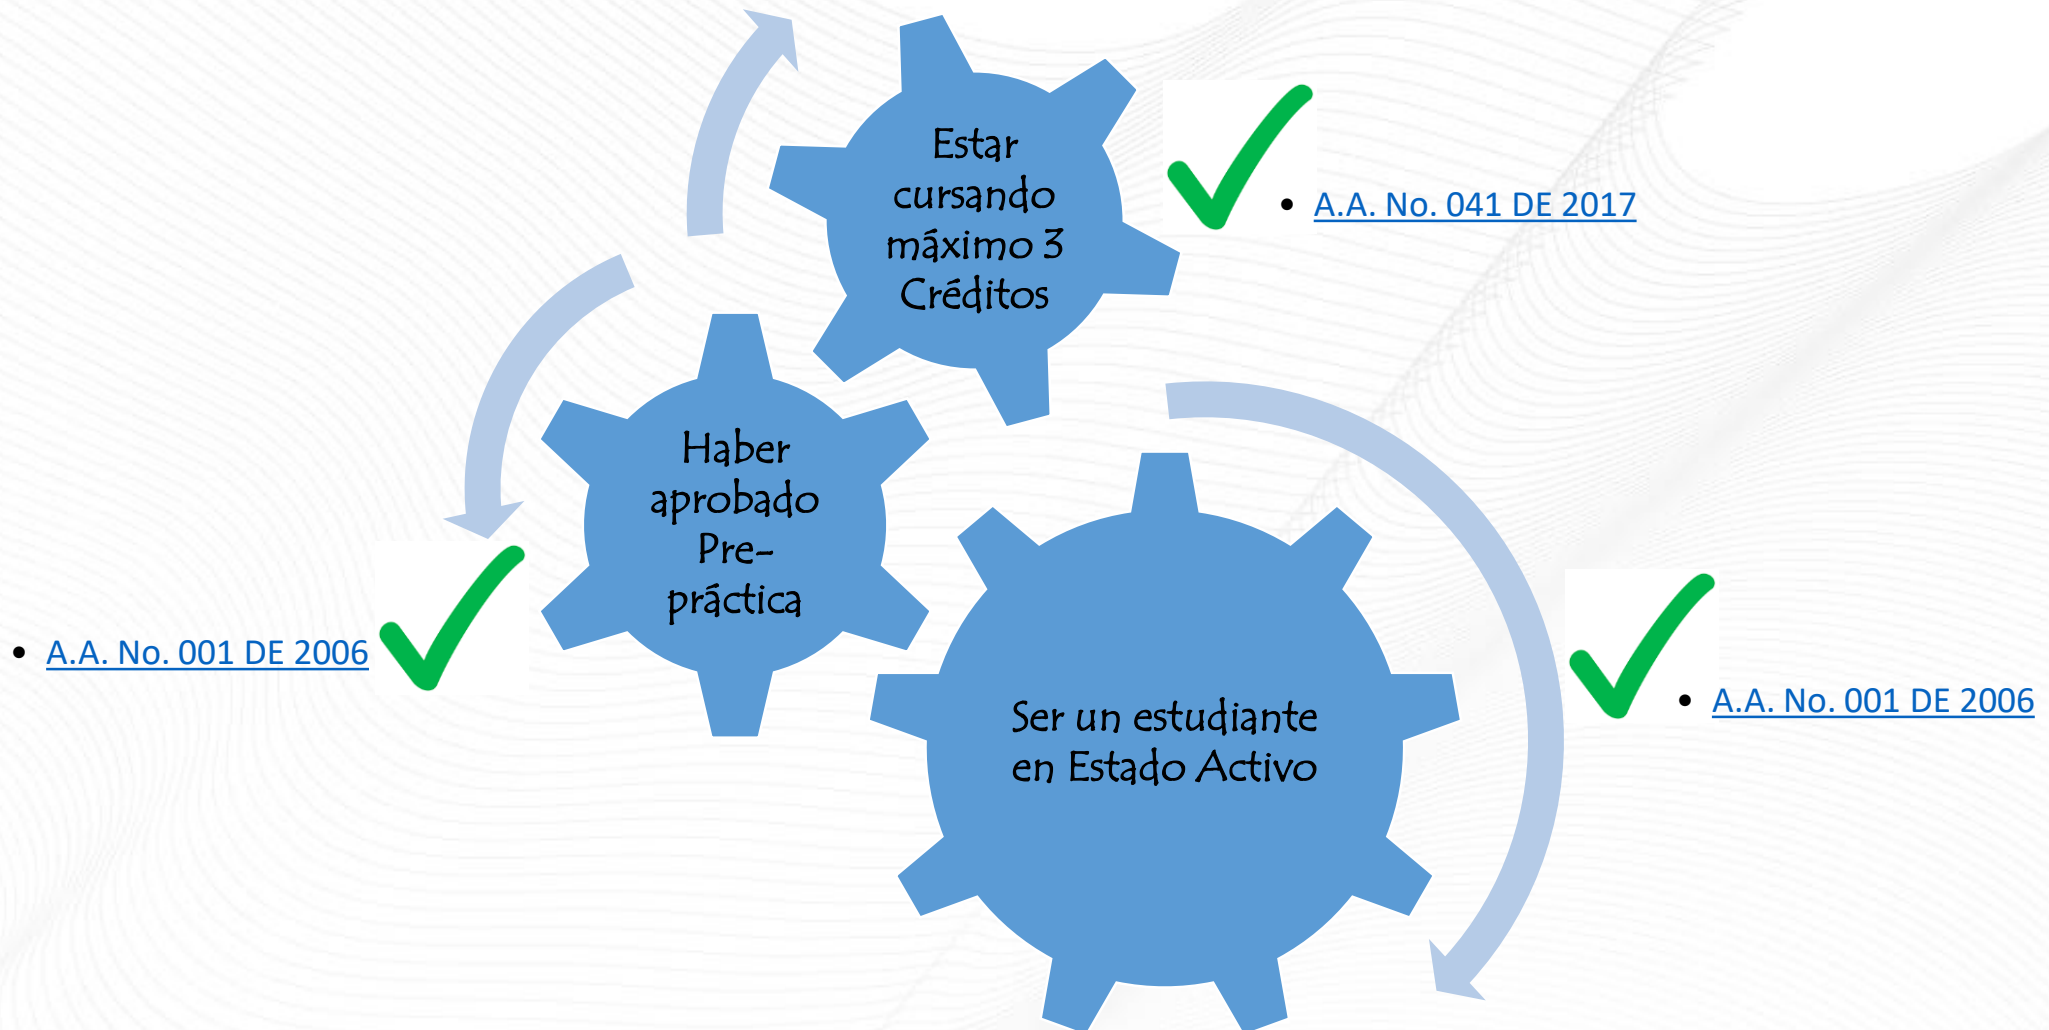 Estar
cursando
máximo 3
Créditos
• A.A. No. 041 DE 2017
Haber
aprobado
Pre-
práctica
• A.A. No. 001 DE 2006
Ser un estudiante
en Estado Activo
• A.A. No. 001 DE 2006